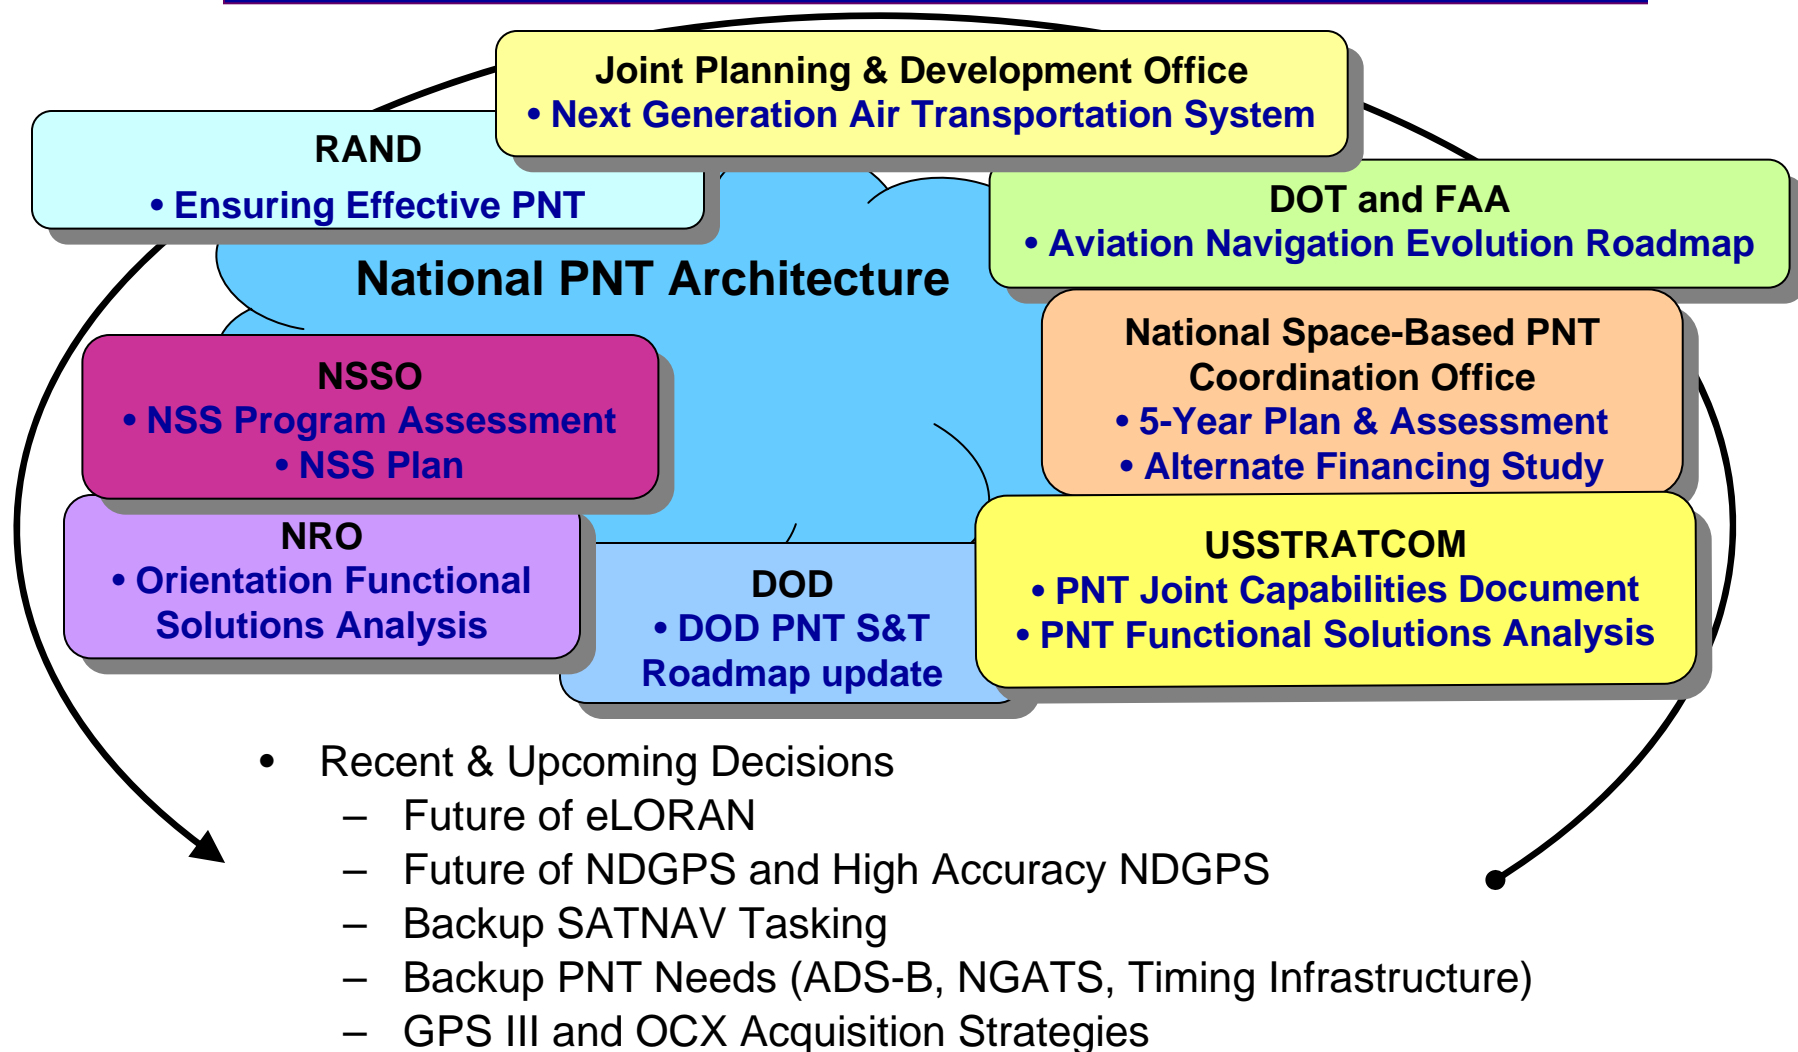 Joint Planning & Development Office
• Next Generation Air Transportation System
RAND
• Ensuring Effective PNT
DOT and FAA
• Aviation Navigation Evolution Roadmap
National PNT Architecture
National Space-Based PNT
Coordination Office
• 5-Year Plan & Assessment
• Alternate Financing Study
NSSO
• NSS Program Assessment
• NSS Plan
NRO
• Orientation Functional
Solutions Analysis
DOD
• DOD PNT S&T
Roadmap update
USSTRATCOM
• PNT Joint Capabilities Document
• PNT Functional Solutions Analysis
• Recent & Upcoming Decisions
– Future of eLORAN
– Future of NDGPS and High Accuracy NDGPS
– Backup SATNAV Tasking
– Backup PNT Needs (ADS-B, NGATS, Timing Infrastructure)
– GPS III and OCX Acquisition Strategies